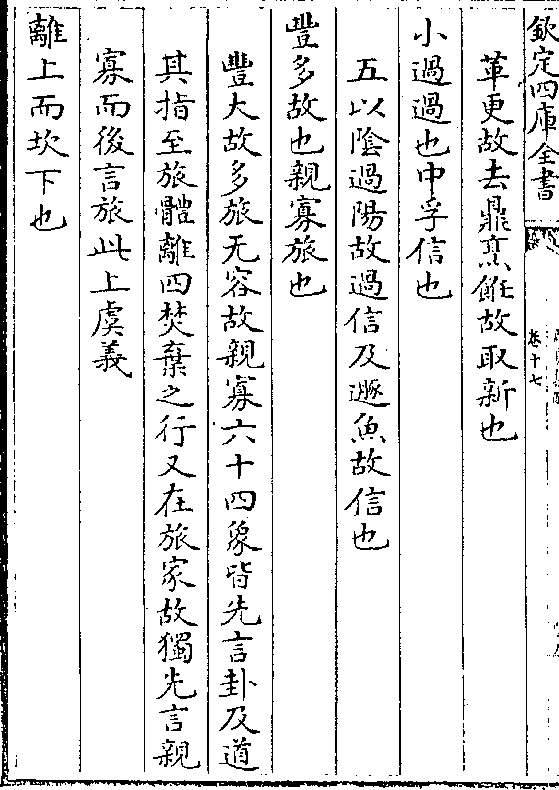 欽定四庫全書
卷十七
革更故去鼎烹飪故取新也
小過過也中孚信也
五以陰過陽故過信及遯魚故信也
豐多故也親寡旅也
豐大故多旅无容故親寡六十四象皆先言卦及道
其指至旅體離四焚棄之行又在旅家故獨先言親
寡而後言旅此上虞義
離上而坎下也